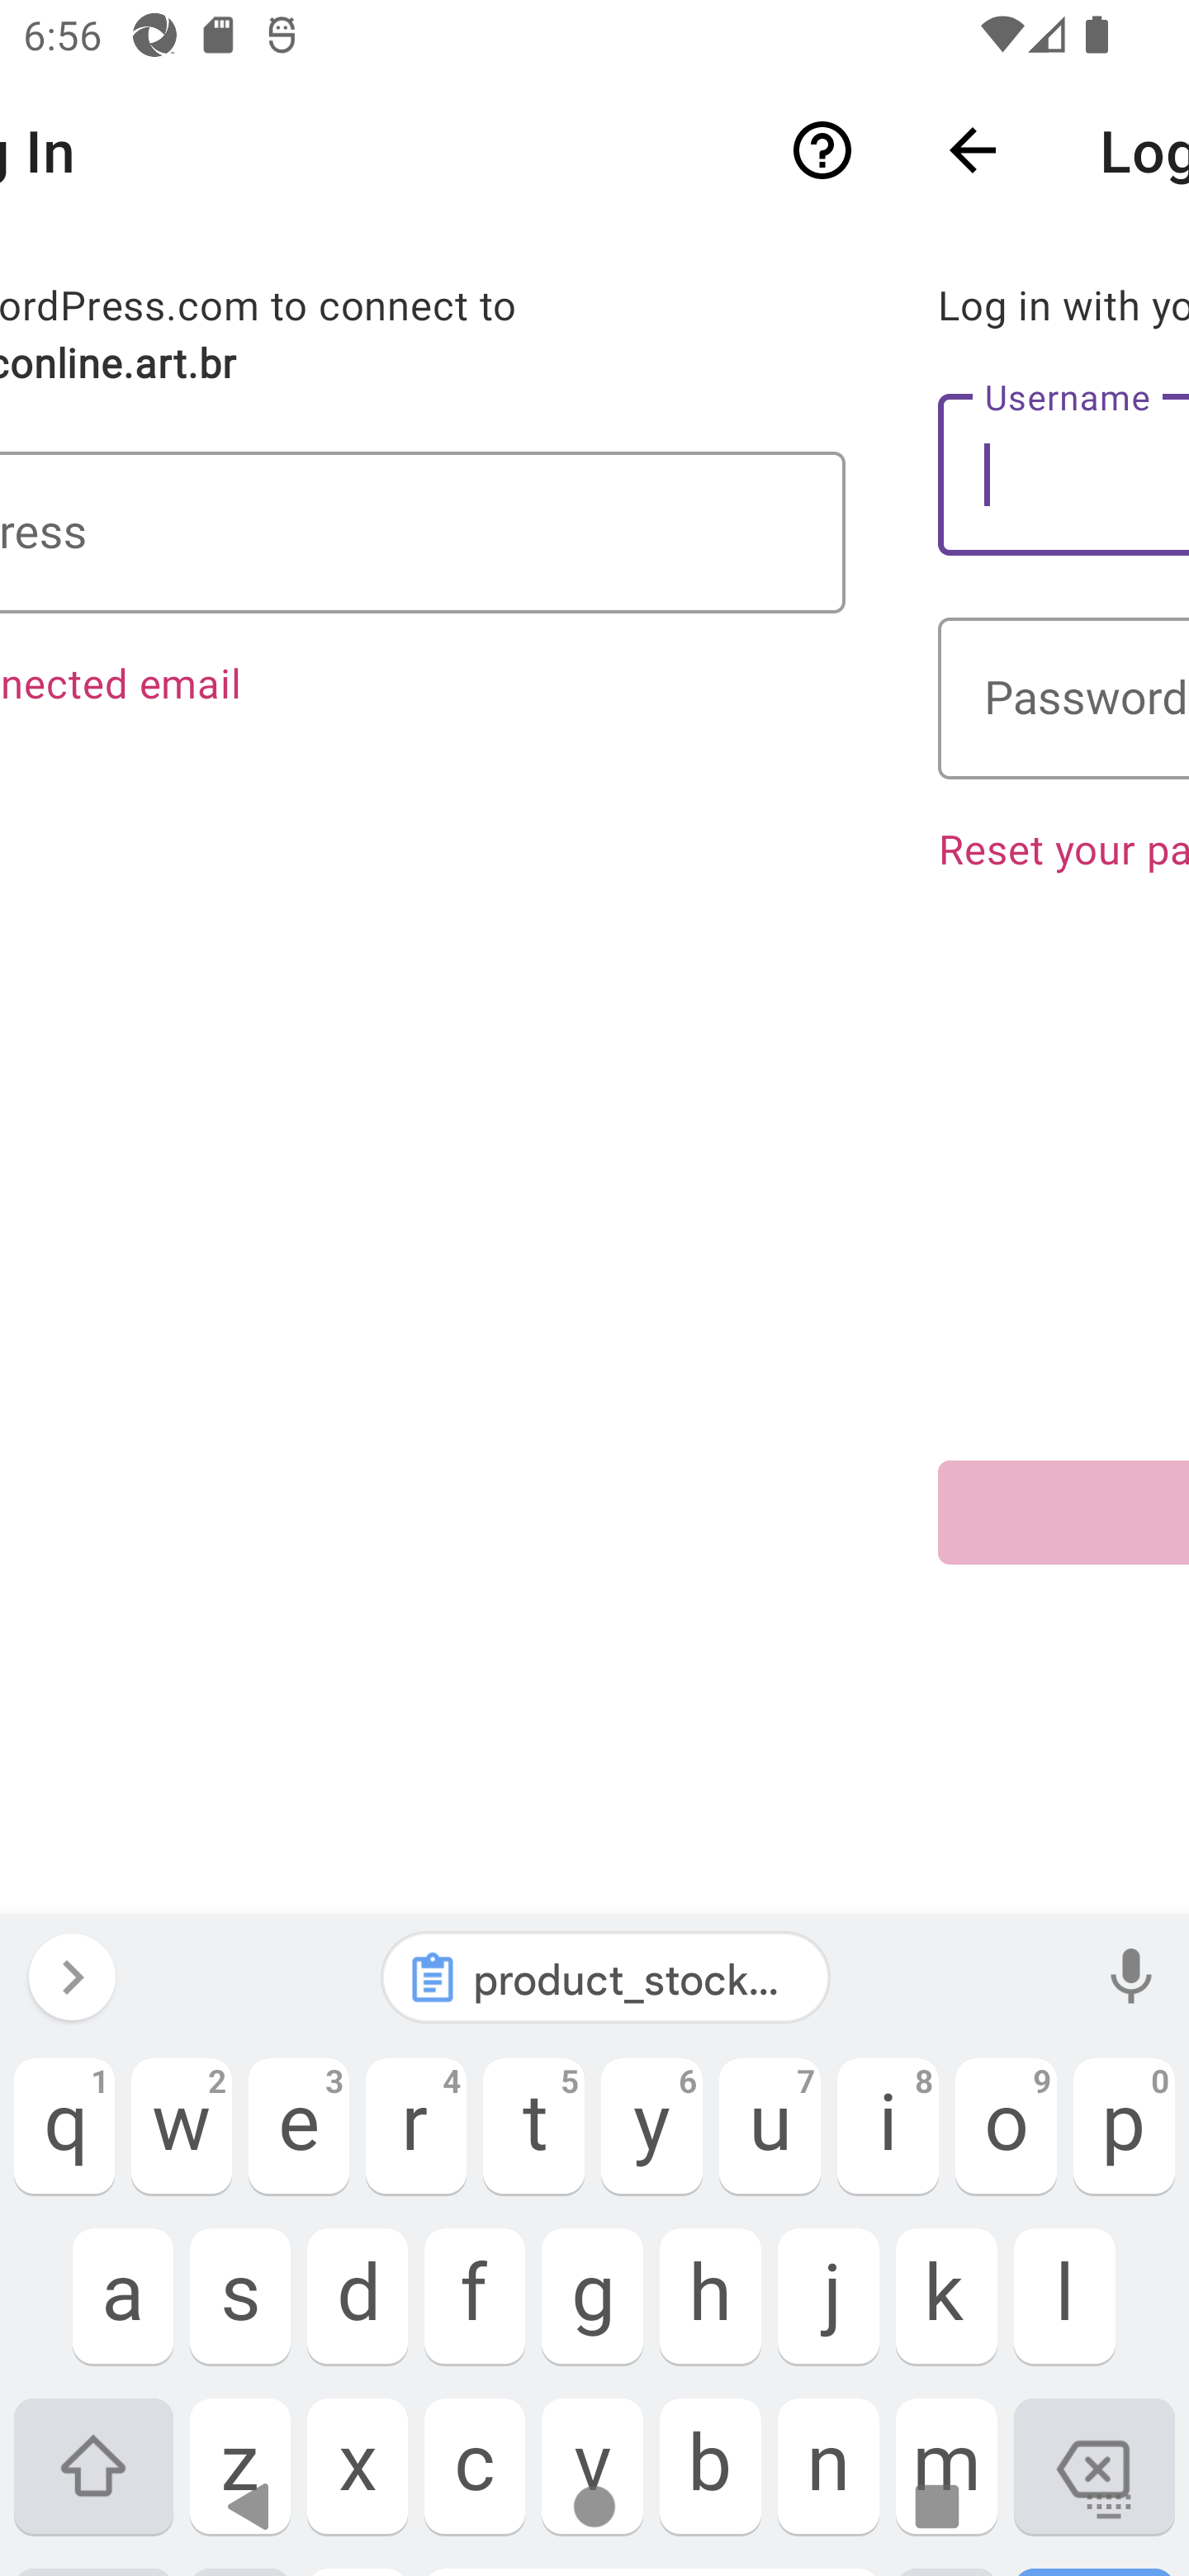 6:56
g In
Log
ordPress.com to connect to
conline.art.br
Log in with yo
Username
ress
Password
nected email
Reset your pa
product_stock...
q 1 w 2 e 3 r 4 t 5 y 6 u 7 i 8 o 9 p 0
a s d f g h j k l
z x c v b n m